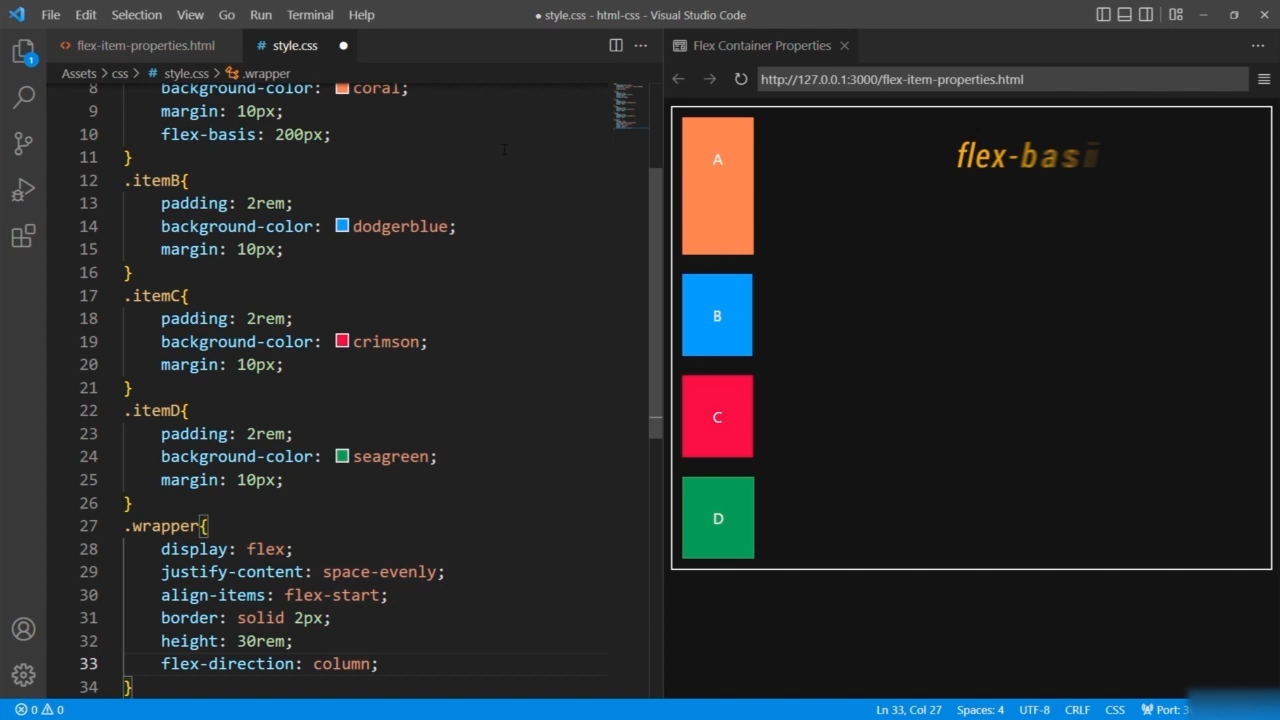 File Edit Selection View Go Run Terminal Help
● style.css - html-css - Visual Studio Code
flex-item-properties.html
# style.css
Assets > css > # style.css > .wrapper
8 background-color: coral;
9 margin: 10px;
10 flex-basis: 200px;
11 }
12 .itemB{
13 padding: 2rem;
14 background-color: dodgerblue;
15 margin: 10px;
16 }
17 .itemC{
18 padding: 2rem;
19 background-color: crimson;
20 margin: 10px;
21 }
22 .itemD{
23 padding: 2rem;
24 background-color: seagreen;
25 margin: 10px;
26 }
27 .wrapper{
28 display: flex;
29 justify-content: space-evenly;
30 align-items: flex-start;
31 border: solid 2px;
32 height: 30rem;
33 flex-direction: column;
34 }
Flex Container Properties
http://127.0.0.1:3000/flex-item-properties.html
A
flex-basi
B
C
D
1
0 0
Ln 33, Col 27 Spaces: 4 UTF-8 CRLF CSS Port: 3